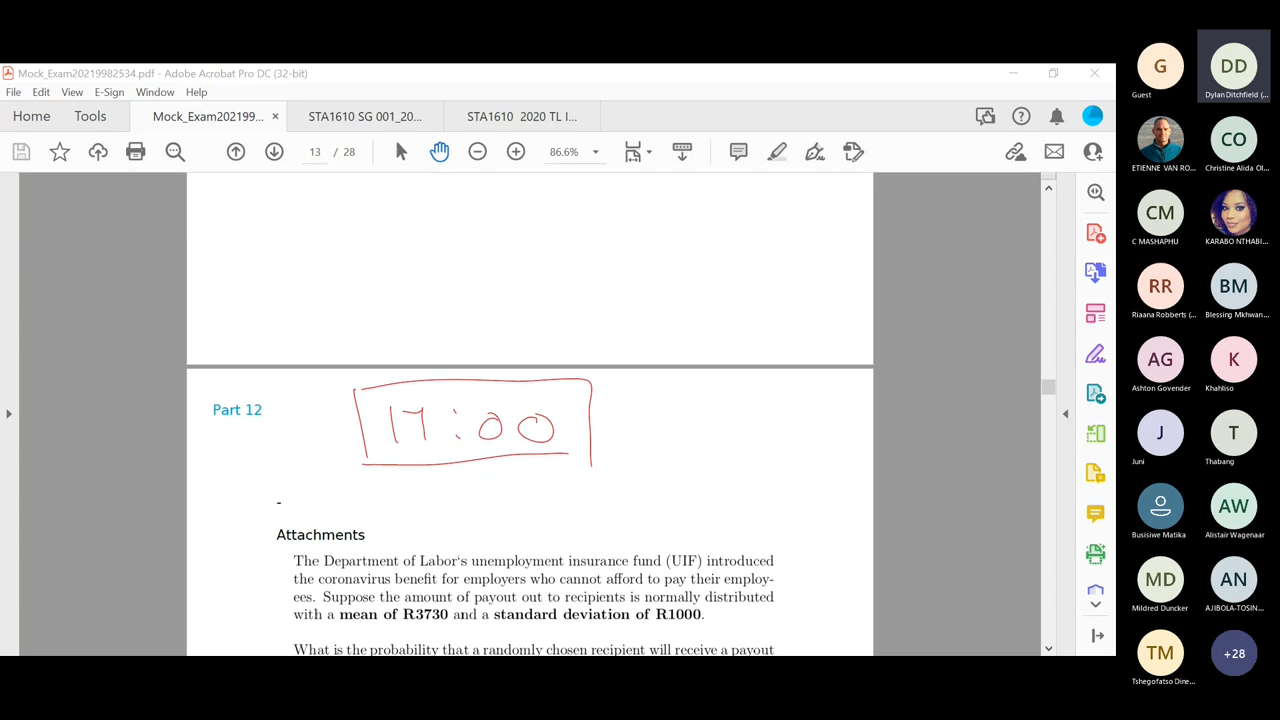 Mock_Exam20219982534.pdf - Adobe Acrobat Pro DC (32-bit)
File Edit View E-Sign Window Help
Home Tools Mock_Exam202199... × STA1610 SG 001_20... STA1610 2020 TL I...
13 / 28 86.6%
Part 12
17:00
-
Attachments
The Department of Labor‘s unemployment insurance fund (UIF) introduced
the coronavirus benefit for employers who cannot afford to pay their employ-
ees. Suppose the amount of payout out to recipients is normally distributed
with a mean of R3730 and a standard deviation of R1000.
What is the probability that a randomly chosen recipient will receive a payout
G DD
Guest Dylan Ditchfield (...
CO
ETIENNE VAN RO... Christine Alida Ol...
CM
C MASHAPHU KARABO NTHABI...
RR BM
Riaana Robberts (... Blessing Mkhwan...
AG K
Ashton Govender Khahliso
J T
Juni Thabang
AW
Busisiwe Matika Alistair Wagenaar
MD AN
Mildred Duncker AJIBOLA-TOSIN...
TM +28
Tshegofatso Dine...